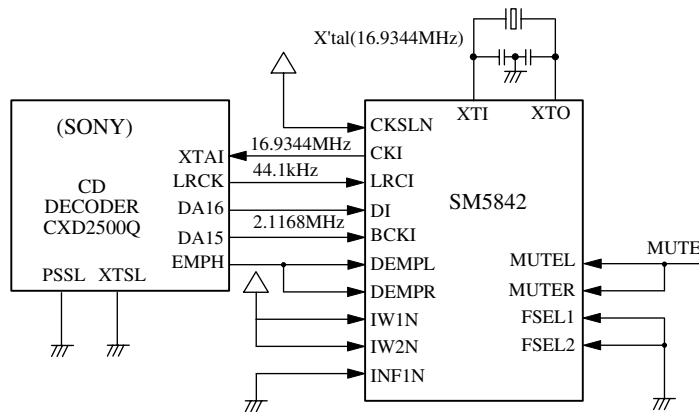 X'tal(16.9344MHz)
XTI
XTO
(SONY)
CD
DECODER
CXD2500Q
XTAI
LRCK
DA16
DA15
EMPH
PSSL
XTSL
16.9344MHz
44.1kHz
2.1168MHz
CKSLN
CKI
LRCI
DI
BCKI
DEMPL
DEMPR
IW1N
IW2N
INF1N
SM5842
MUTEL
MUTER
FSEL1
FSEL2
MUTE